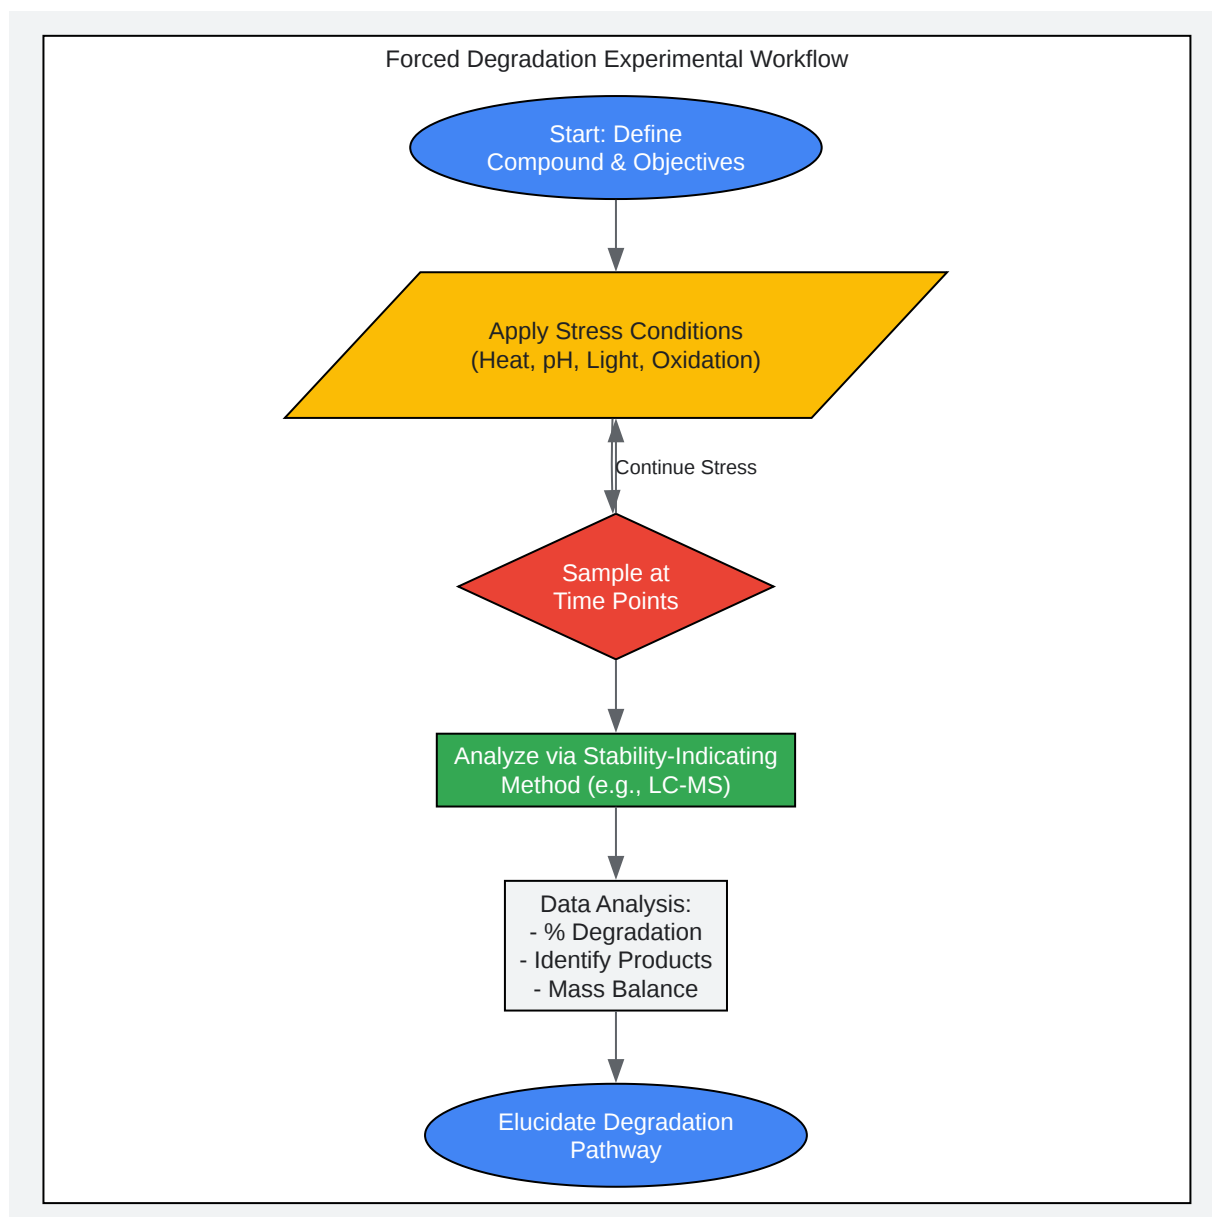 Forced Degradation Experimental Workflow
Start: Define
Compound & Objectives
Apply Stress Conditions
(Heat, pH, Light, Oxidation)
Continue Stress
Sample at
Time Points
Analyze via Stability-Indicating
Method (e.g., LC-MS)
Data Analysis:
- % Degradation
- Identify Products
- Mass Balance
Elucidate Degradation
Pathway